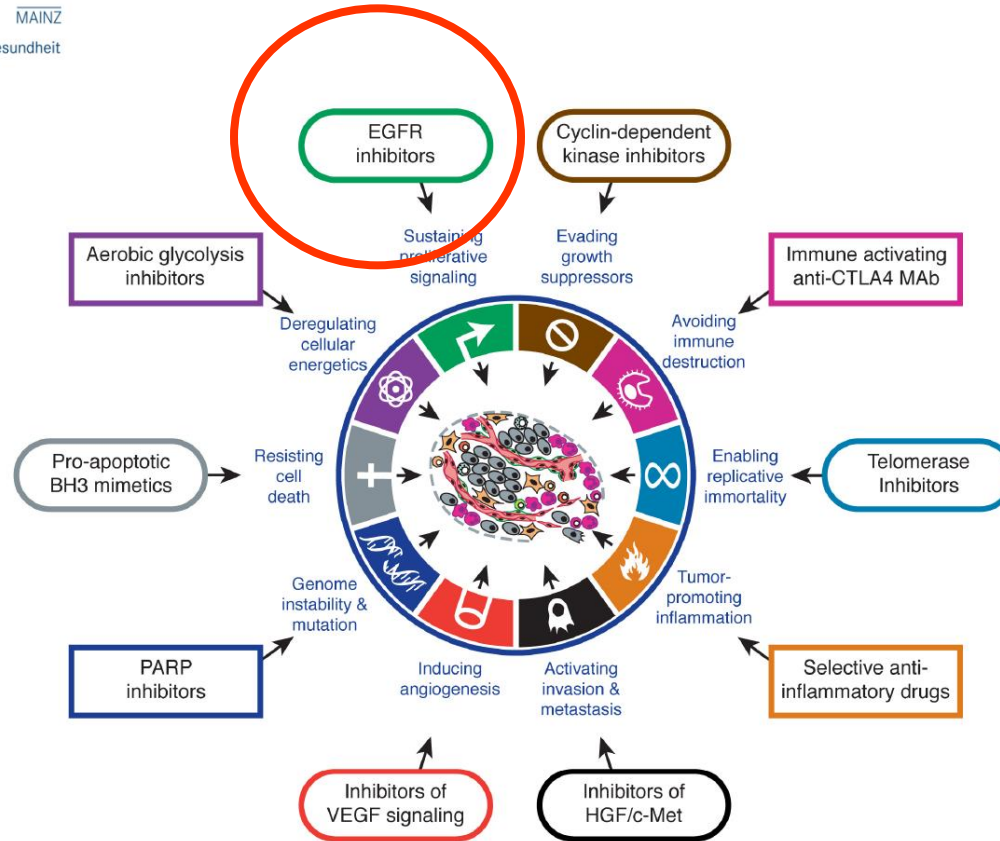 MAINZ
esundheit
EGFR
inhibitors
Cyclin-dependent
kinase inhibitors
Sustaining
proliferative
signaling
Evading
growth
suppressors
Aerobic glycolysis
inhibitors
Immune activating
anti-CTLA4 MAb
Deregulating
cellular
energetics
Avoiding
immune
destruction
Pro-apoptotic
BH3 mimetics
Resisting
cell
death
Enabling
replicative
immortality
Telomerase
Inhibitors
Genome
instability &
mutation
Tumor-
promoting
inflammation
PARP
inhibitors
Inducing
angiogenesis
Activating
invasion &
metastasis
Selective anti-
inflammatory drugs
Inhibitors of
VEGF signaling
Inhibitors of
HGF/c-Met